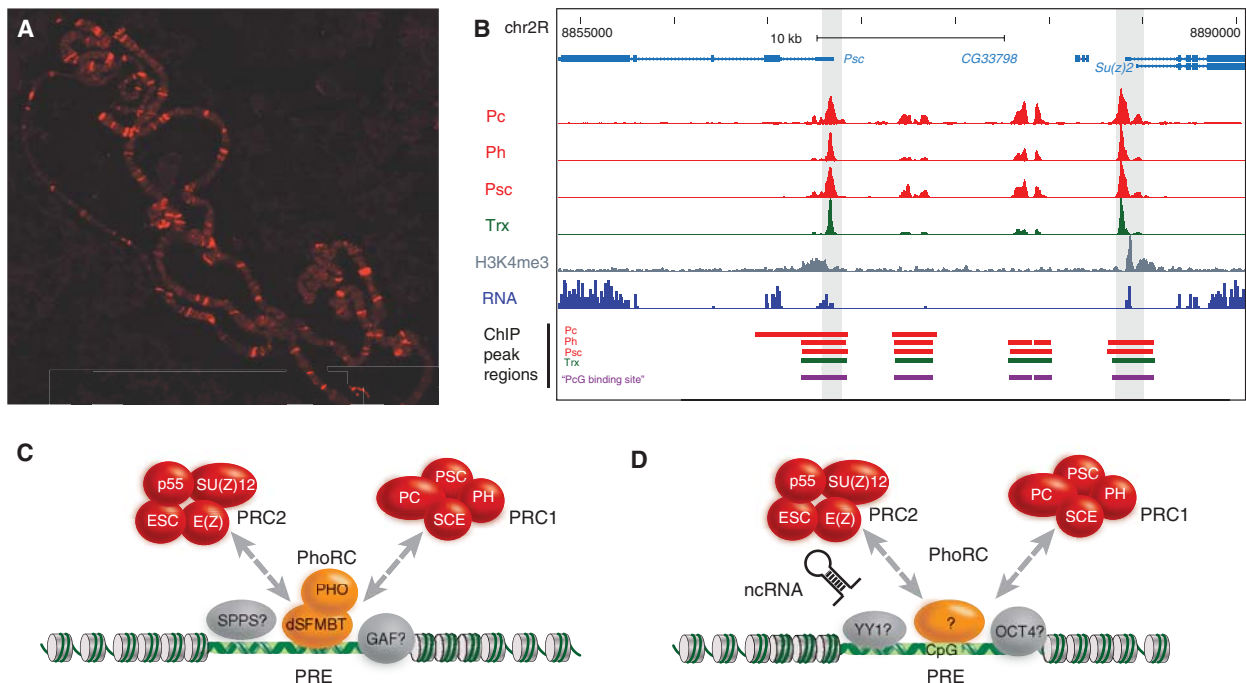 A
B
chr2R
8855000
8890000
10 kb
Psc
CG33798
Su(z)2
Pc
Ph
Psc
Trx
H3K4me3
RNA
ChIP
peak
regions
Pc
Ph
Psc
Trx
“PcG binding site”
C
p55
SU(Z)12
ESC
E(Z)
PRC2
PSC
PC
PH
SCE
PRC1
PhoRC
PHO
dSFMBT
SPPS?
GAF?
PRE
D
p55
SU(Z)12
ESC
E(Z)
PRC2
PSC
PC
PH
SCE
PRC1
PhoRC
ncRNA
YY1?
?
OCT4?
CpG
PRE